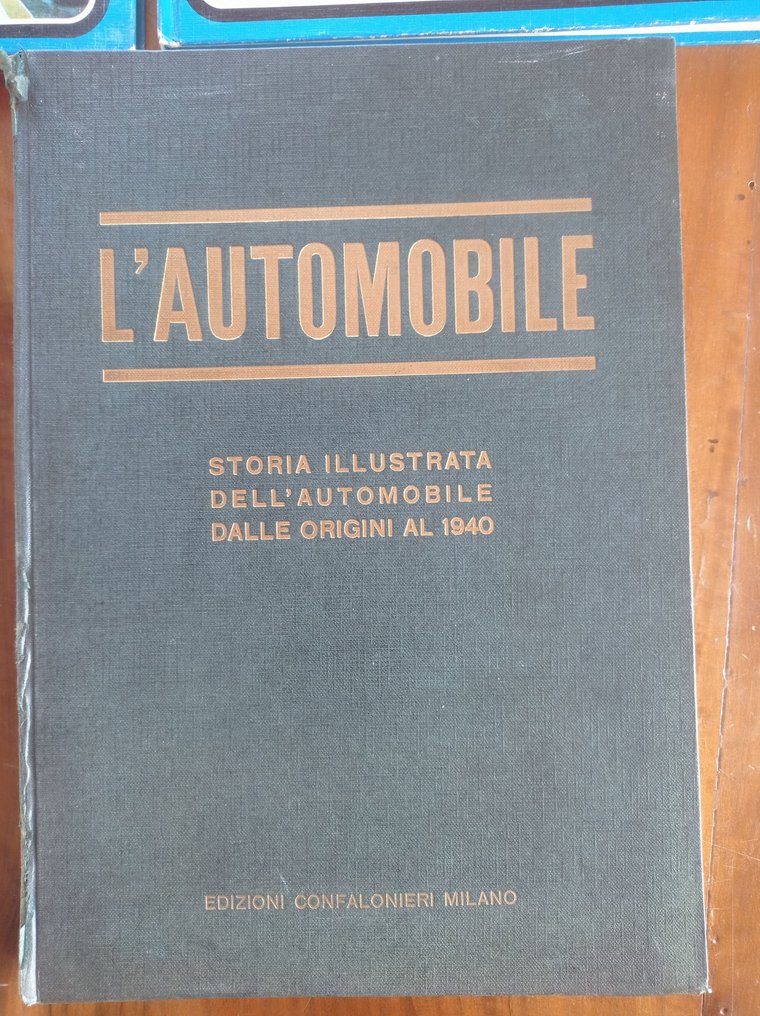 L'AUTOMOBILE
STORIA ILLUSTRATA
DELL'AUTOMOBILE
DALLE ORIGINI AL 1940
EDIZIONI CONFALONIERI MILANO